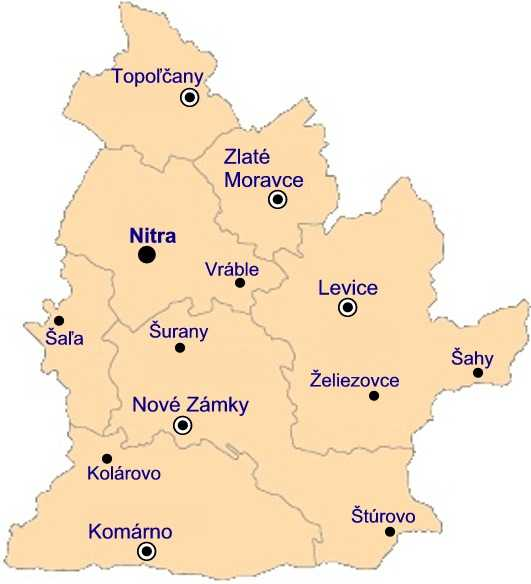 Topoľčany
Zlaté
Moravce
Nitra
Vráble
Levice
Šaľa
Šurany
Šahy
Želiezovce
Nové Zámky
Kolárovo
Štúrovo
Komárno